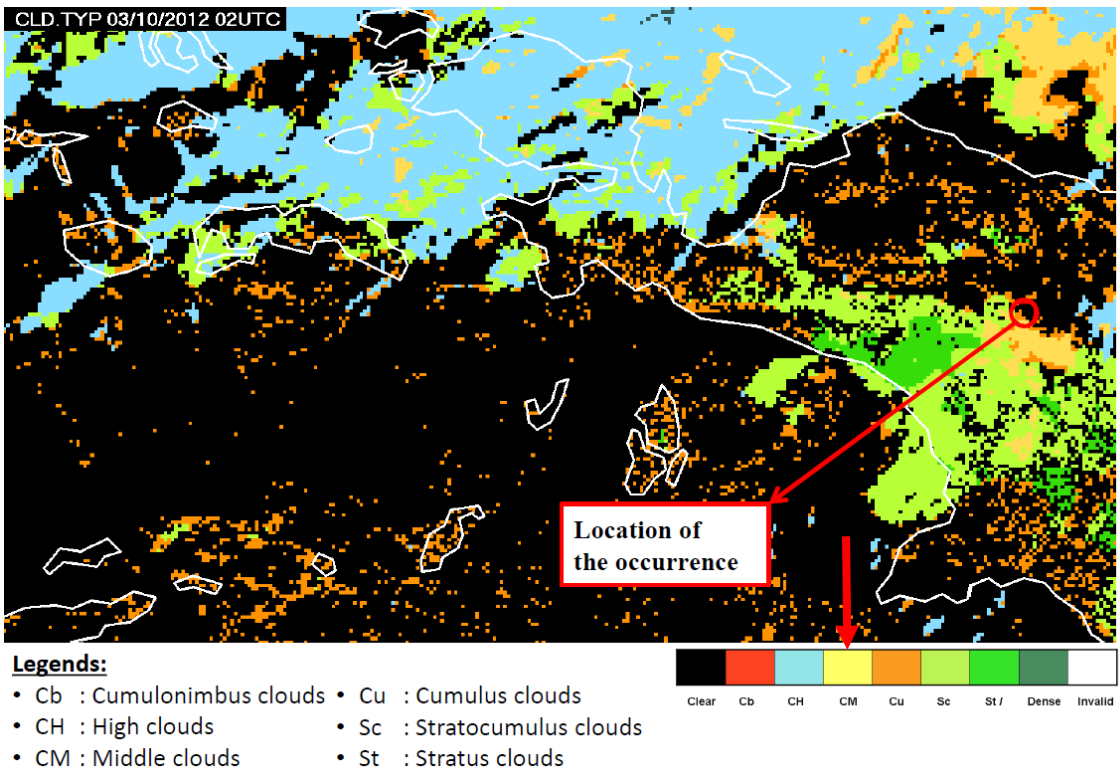 CLD.TYP 03/10/2012 02UTC
Location of
the occurrence
Legends:
• Cb : Cumulonimbus clouds
• CH : High clouds
• CM : Middle clouds
• Cu : Cumulus clouds
• Sc : Stratocumulus clouds
• St : Stratus clouds
Clear Cb CH CM Cu Sc St / Dense Invalid